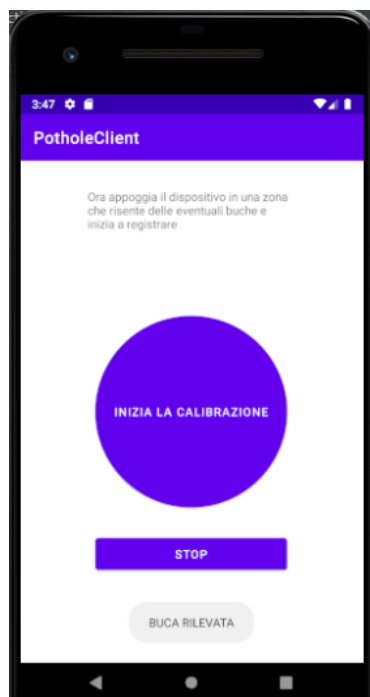 3:47
PotholeClient
Ora appoggia il dispositivo in una zona
che risente delle eventuali buche e
inizia a registrare
INIZIA LA CALIBRAZIONE
STOP
BUCA RILEVATA